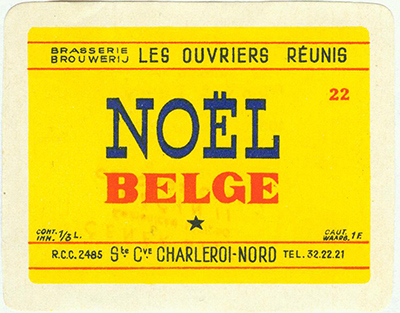 BRASSERIE
BROUWERIJ LES OUVRIERS RÉUNIS
22
NOËL
BELGE
CONT. 1/3 L.
INH.
CAUT. 1 F.
WAARB.
R.C.C. 2485 Ste Cve CHARLEROI-NORD TEL. 32.22.21